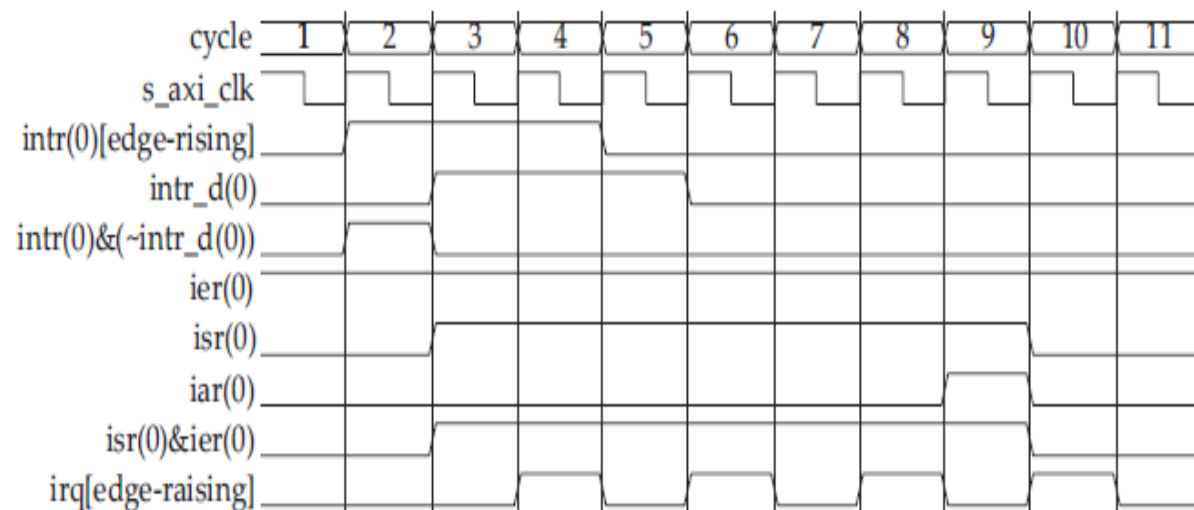 cycle 1 2 3 4 5 6 7 8 9 10 11
s_axi_clk
intr(0)[edge-rising]
intr_d(0)
intr(0)&(~intr_d(0))
ier(0)
isr(0)
iar(0)
isr(0)&ier(0)
irq[edge-raising]